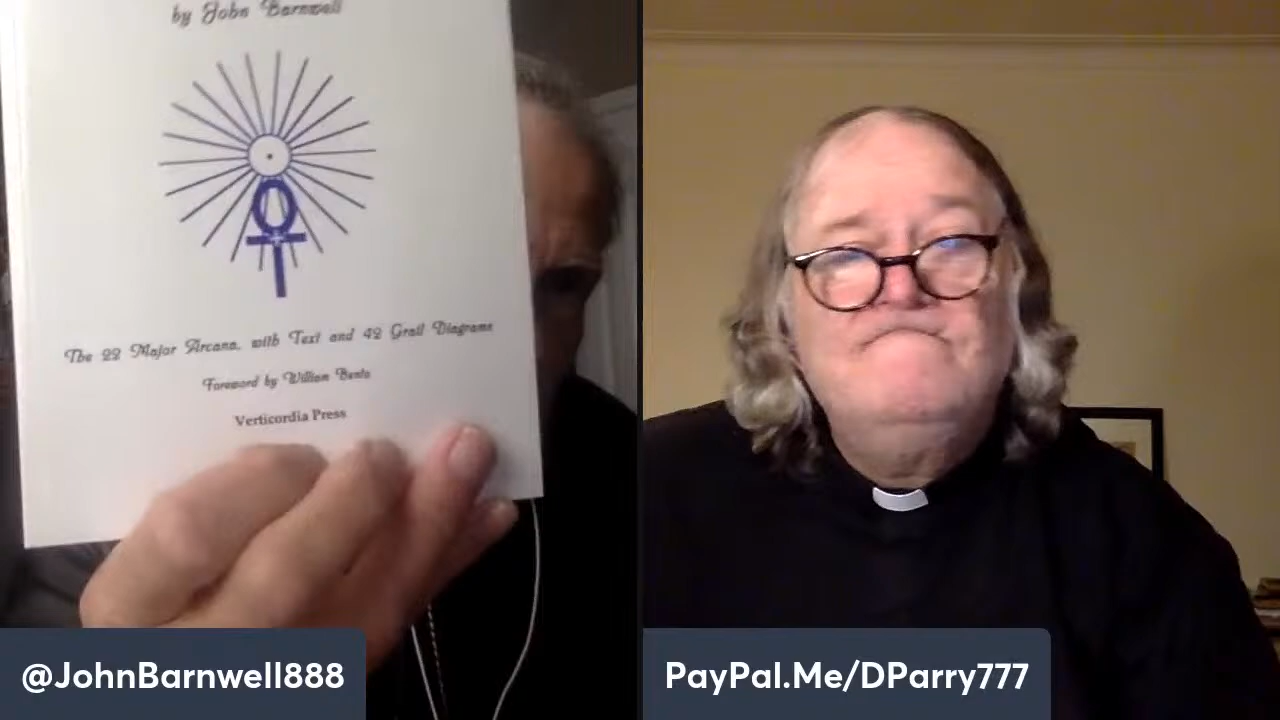 by John Barnwell
The 22 Major Arcana, with Text and 42 Grail Diagrams
Foreword by William Bento
Verticordia Press
@JohnBarnwell888
PayPal.Me/DParry777